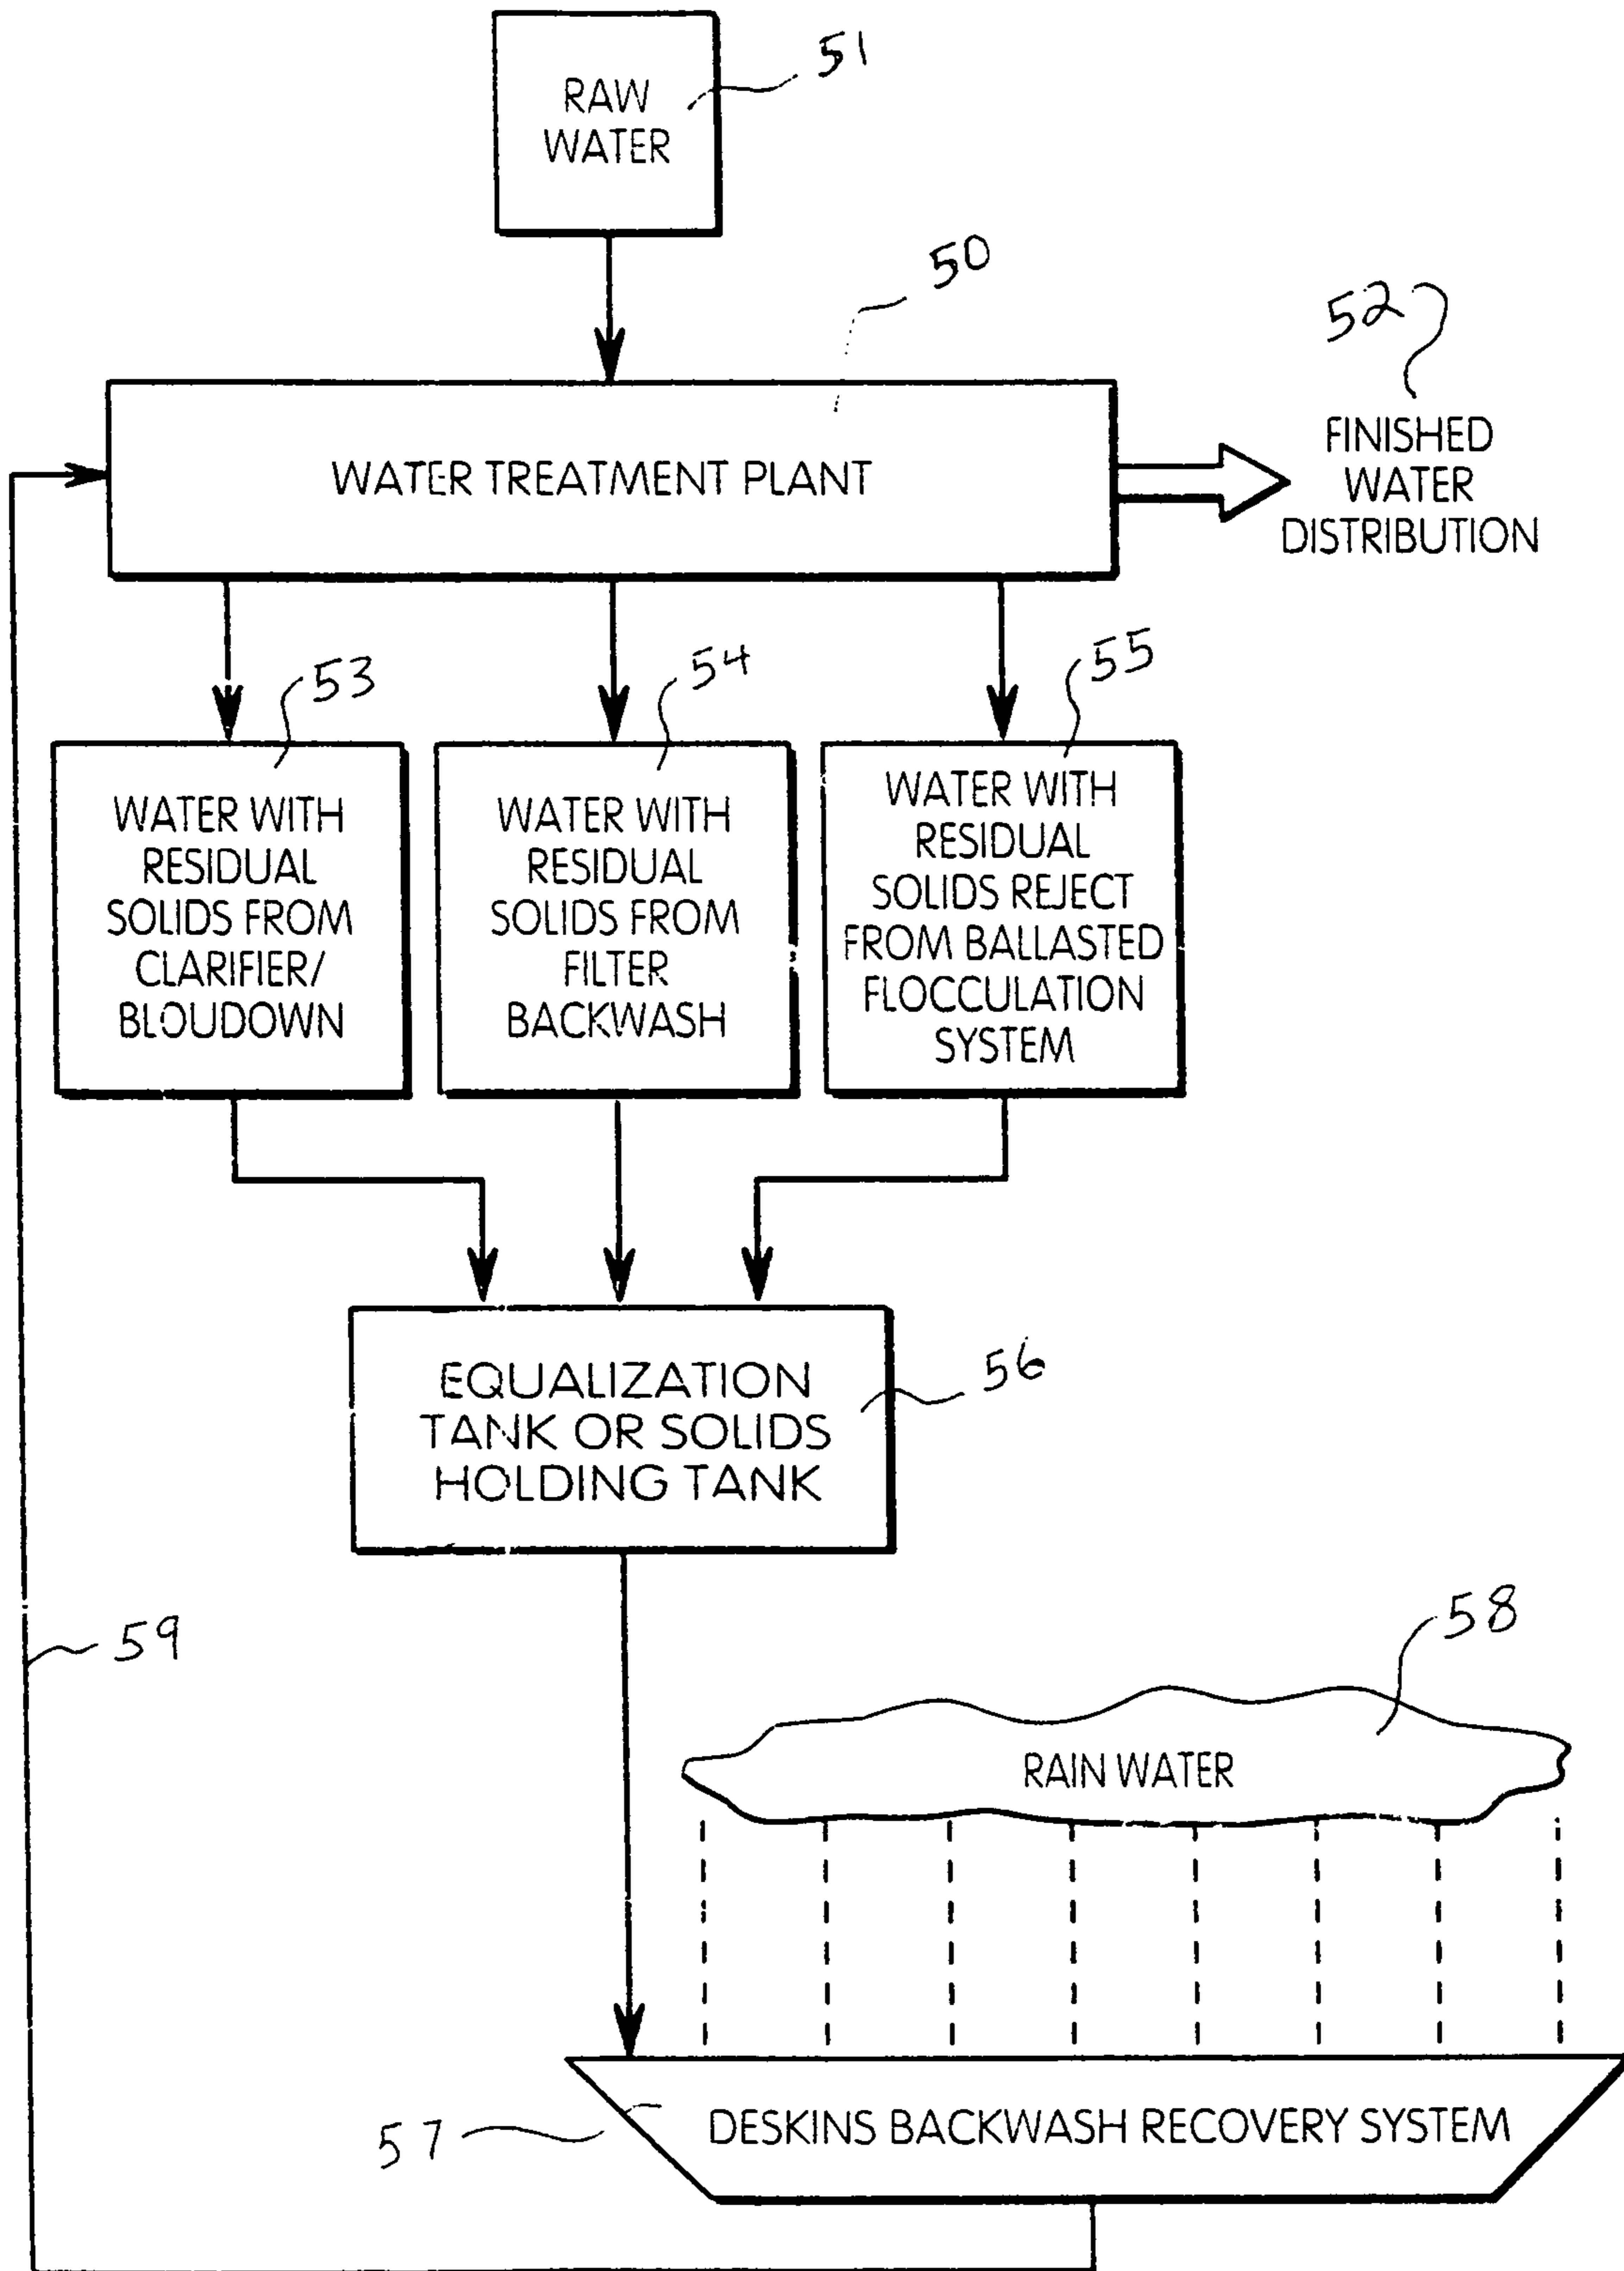 RAW
WATER
51
50
52
WATER TREATMENT PLANT
FINISHED
WATER
DISTRIBUTION
53
54
55
WATER WITH
RESIDUAL
SOLIDS FROM
CLARIFIER/
BLOUDOWN
WATER WITH
RESIDUAL
SOLIDS FROM
FILTER
BACKWASH
WATER WITH
RESIDUAL
SOLIDS REJECT
FROM BALLASTED
FLOCCULATION
SYSTEM
EQUALIZATION
TANK OR SOLIDS
HOLDING TANK
56
59
58
RAIN WATER
57
DESKINS BACKWASH RECOVERY SYSTEM